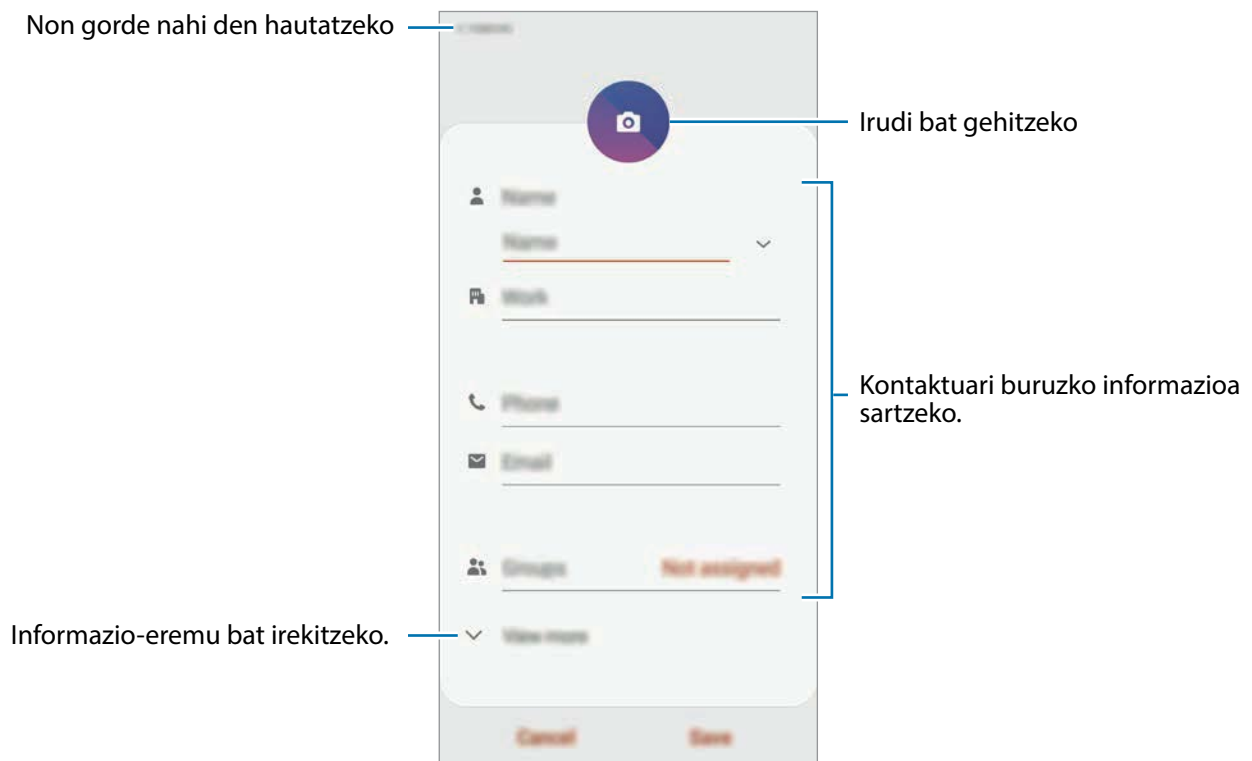 Non gorde nahi den hautatzeko
Irudi bat gehitzeko
Name
Name
Work
Phone
Kontaktuari buruzko informazioa
sartzeko.
Email
Groups Not assigned
Informazio-eremu bat irekitzeko.
View more
Cancel Save